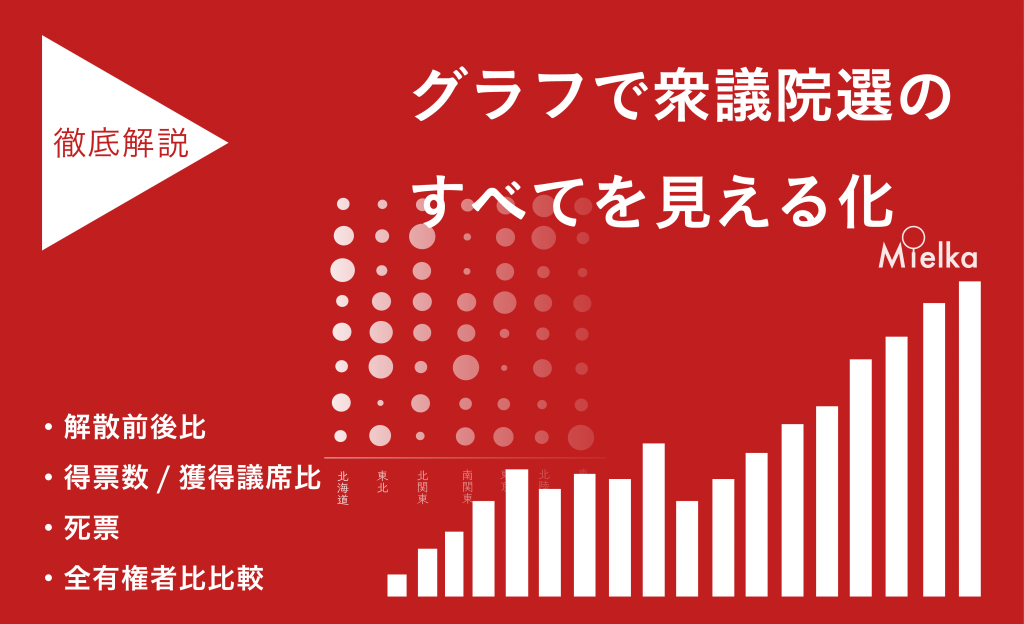 徹底解説
グラフで衆議院選の
すべてを見える化
Mielka
・解散前後比
・得票数 / 獲得議席比
・死票
・全有権者比比較
北海道
東北
北関東
南関東